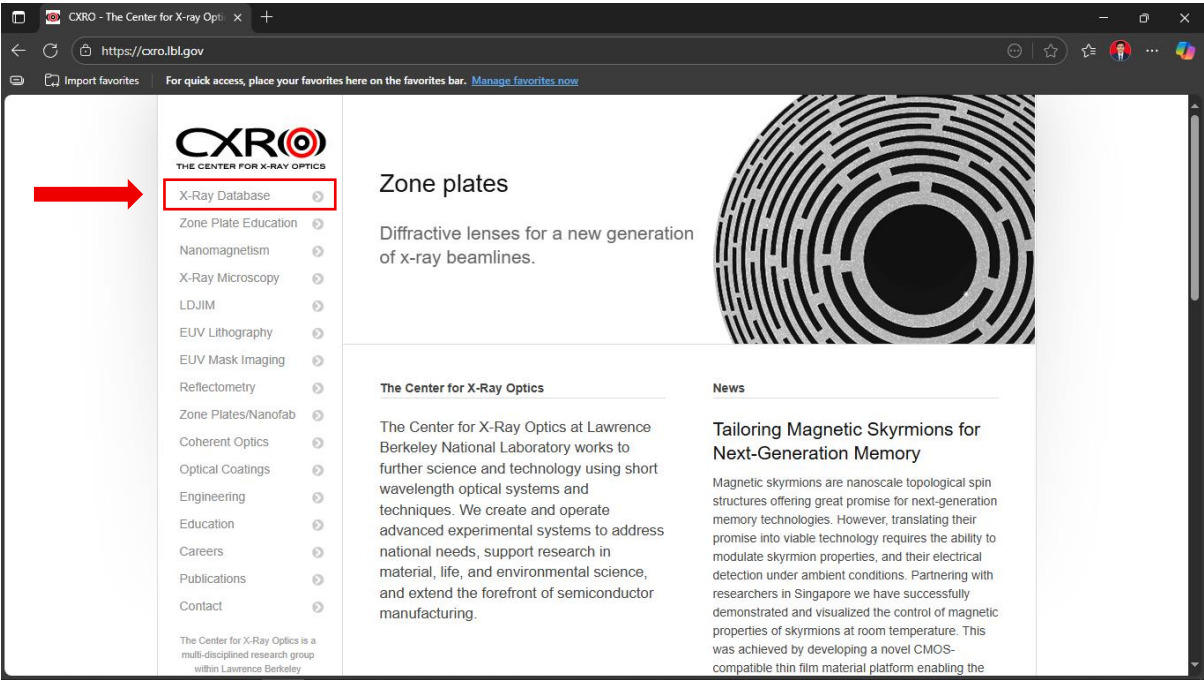 CXRO - The Center for X-ray Opti
https://cxro.lbl.gov
Import favorites
For quick access, place your favorites here on the favorites bar. Manage favorites now
CXRO
THE CENTER FOR X-RAY OPTICS
X-Ray Database
Zone Plate Education
Nanomagnetism
X-Ray Microscopy
LDJIM
EUV Lithography
EUV Mask Imaging
Reflectometry
Zone Plates/Nanofab
Coherent Optics
Optical Coatings
Engineering
Education
Careers
Publications
Contact
The Center for X-Ray Optics is a
multi-disciplined research group
within Lawrence Berkeley
Zone plates
Diffractive lenses for a new generation
of x-ray beamlines.
The Center for X-Ray Optics
The Center for X-Ray Optics at Lawrence
Berkeley National Laboratory works to
further science and technology using short
wavelength optical systems and
techniques. We create and operate
advanced experimental systems to address
national needs, support research in
material, life, and environmental science,
and extend the forefront of semiconductor
manufacturing.
News
Tailoring Magnetic Skyrmions for
Next-Generation Memory
Magnetic skyrmions are nanoscale topological spin
structures offering great promise for next-generation
memory technologies. However, translating their
promise into viable technology requires the ability to
modulate skyrmion properties, and their electrical
detection under ambient conditions. Partnering with
researchers in Singapore we have successfully
demonstrated and visualized the control of magnetic
properties of skyrmions at room temperature. This
was achieved by developing a novel CMOS-
compatible thin film material platform enabling the